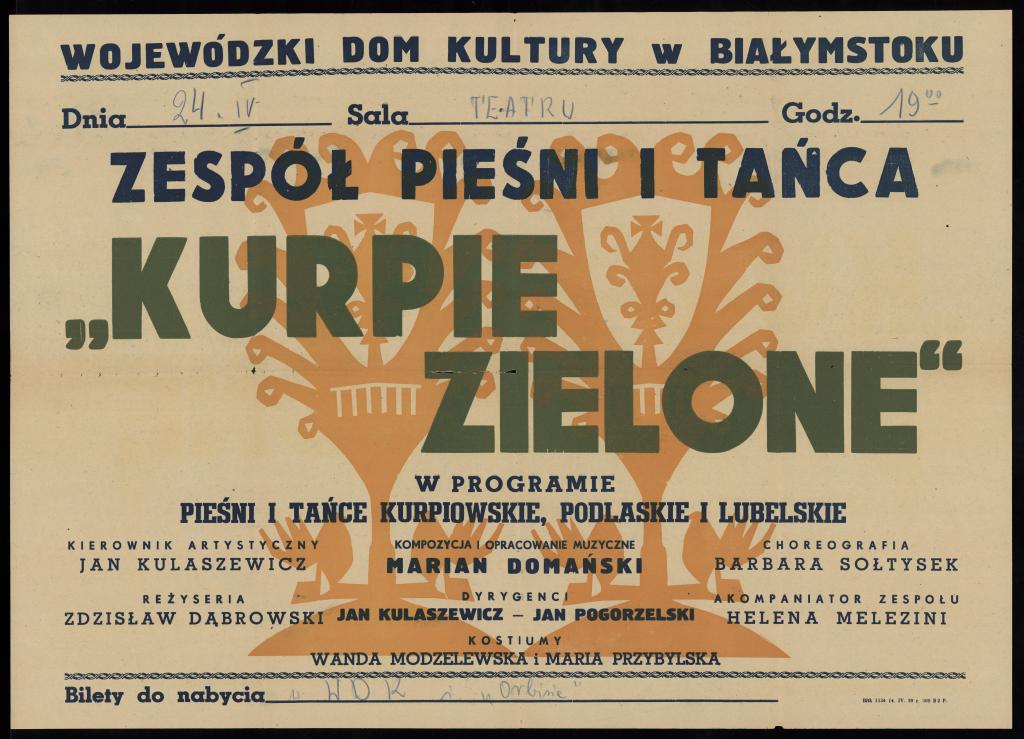 WOJEWÓDZKI DOM KULTURY w BIAŁYMSTOKU
Dnia 24. IV Sala TEATRU Godz. 19⁰⁰
ZESPÓŁ PIEŚNI I TAŃCA
„KURPIE
ZIELONE“
W PROGRAMIE
PIEŚNI I TAŃCE KURPIOWSKIE, PODLASKIE I LUBELSKIE
KIEROWNIK ARTYSTYCZNY
JAN KULASZEWICZ
KOMPOZYCJA I OPRACOWANIE MUZYCZNE
MARIAN DOMAŃSKI
CHOREOGRAFIA
BARBARA SOŁTYSEK
REŻYSERIA
ZDZISŁAW DĄBROWSKI
DYRYGENCI
JAN KULASZEWICZ – JAN POGORZELSKI
AKOMPANIATOR ZESPOŁU
HELENA MELEZINI
KOSTIUMY
WANDA MODZELEWSKA i MARIA PRZYBYLSKA
Bilety do nabycia w WDK i „Orbisie"